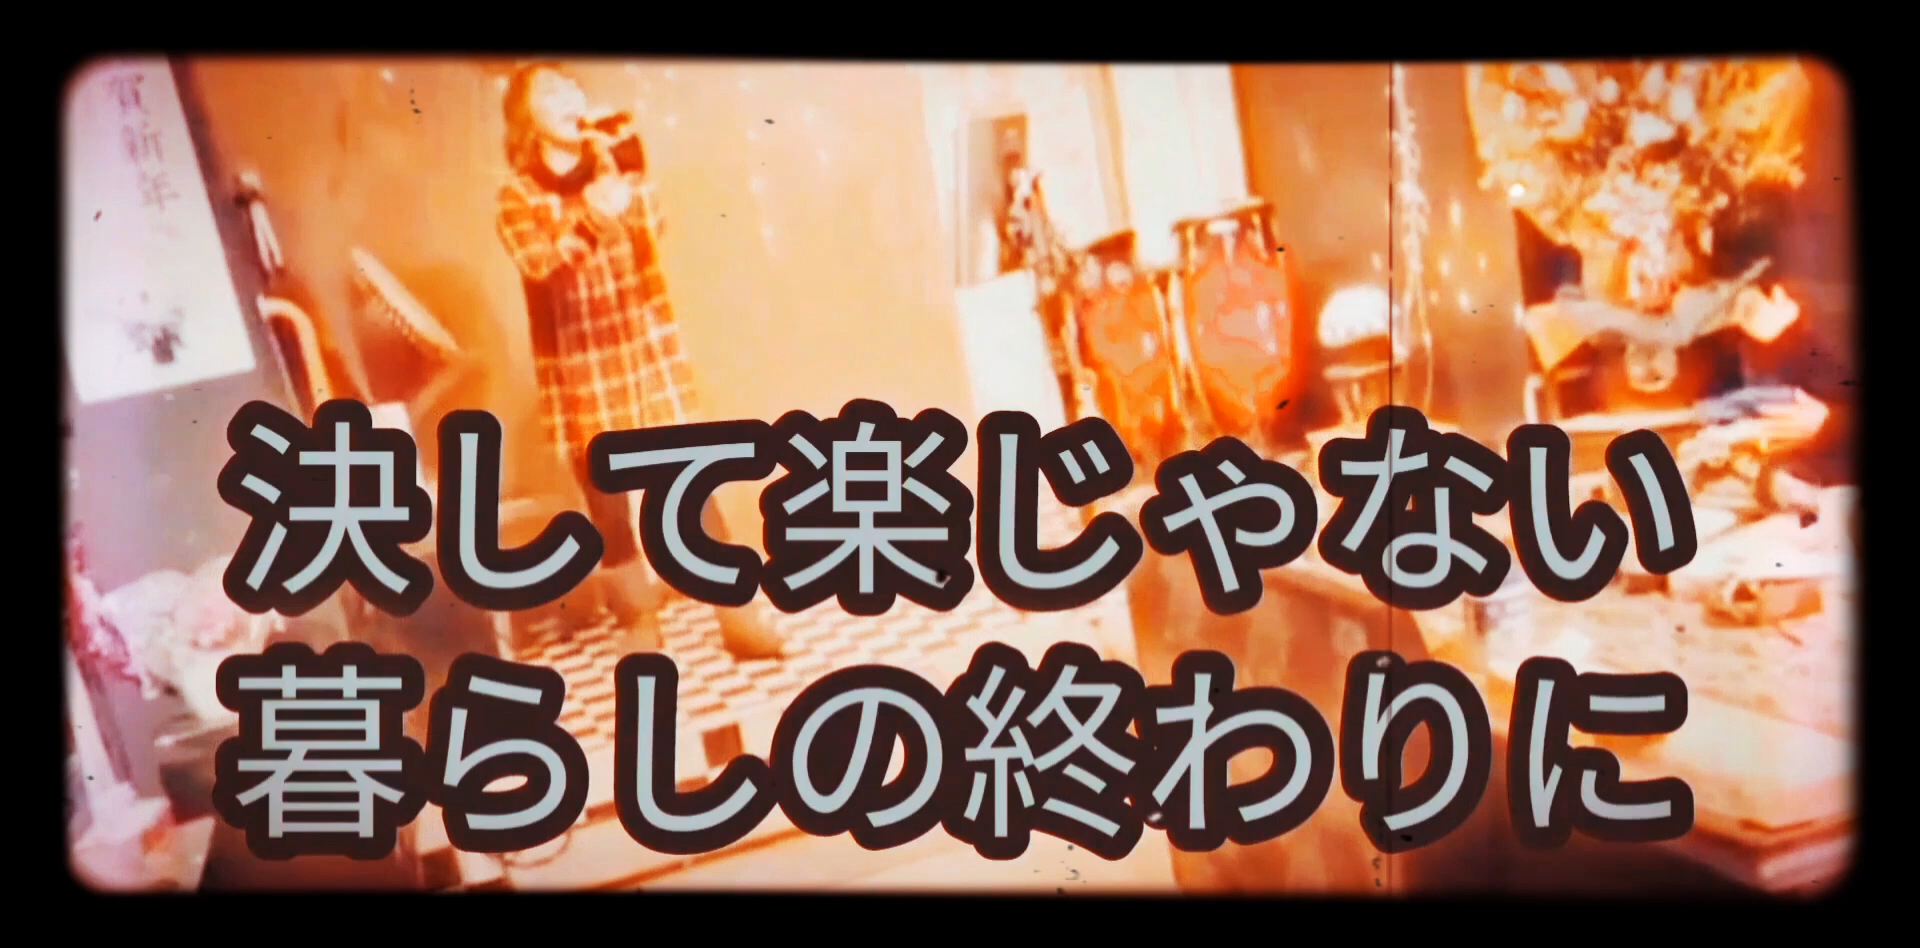 決して楽じゃない
暮らしの終わりに